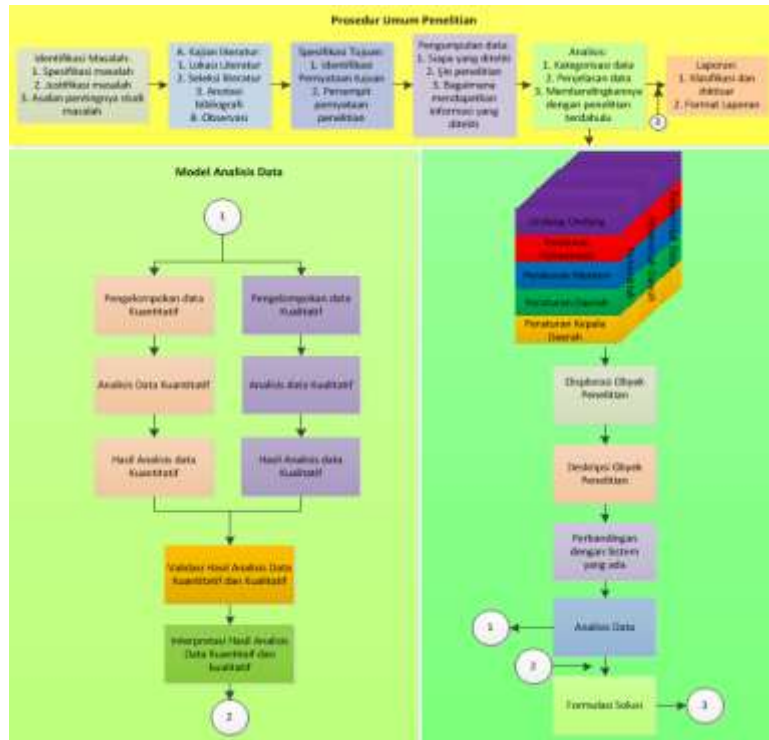 Prosedur Umum Penelitian
Identifikasi Masalah:
1. Spesifikasi masalah
2. Justifikasi masalah
3. Asalan pentingnya studi
masalah
A. Kajian literatur:
1. Lokasi Literatur
2. Seleksi literatur
3. Anotasi
bibliografi
B. Observasi
Spesifikasi Tujuan:
1. Identifikasi
Pernyataan tujuan
2. Persempit
pernyataan
penelitian
Pengumpulan data:
1. Siapa yang diteliti
2. Ijin penelitian
3. Bagaimana
mendapatkan
informasi yang
diteliti
Analisis:
1. Kategorisasi data
2. Penjelasan data
3. Membandingkannya
dengan penelitian
terdahulu
Laporan:
1. Klasifikasi dan
ikhtisar
2. Format Laporan
3
Model Analisis Data
1
Pengelompokan data
Kuantitatif
Pengelompokan data
Kualitatif
Analisis Data Kuantitatif
Analisis data Kualitatif
Hasil Analisis data
Kuantitatif
Hasil Analisis data
Kualitatif
Validasi Hasil Analisis Data
Kuantitatif dan Kualitatif
Interpretasi Hasil Analisis
Data Kuantitaif dan
kualitatif
2
Undang-Undang
Peraturan
Peraturan Menteri
Peraturan Daerah
Peraturan Kepala
Daerah
Eksplorasi Obyek
Penelitian
Deskripsi Obyek
Penelitian
Perbandingan
dengan Sistem
yang ada
Analisis Data
1
2
Formulasi Solusi
3